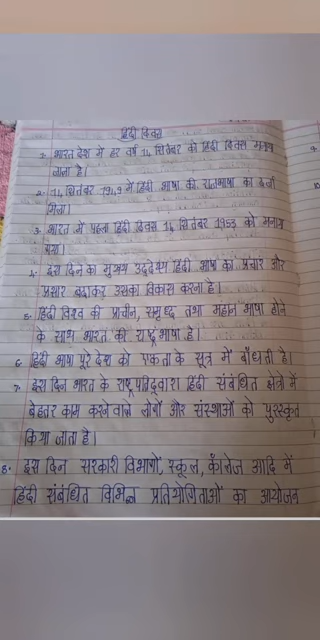 हिंदी दिवस
1. भारत देश में हर वर्ष 14 सितंबर को हिंदी दिवस मनाया
जाता है।
2. 14 सितंबर 1949 में हिंदी भाषा को राजभाषा का दर्जा
मिला।
3. भारत में पहला हिंदी दिवस 14 सितंबर 1953 को मनाया
गया।
4. इस दिन का मुख्य उद्देश्य हिंदी भाषा का प्रचार और
प्रसार बढ़ाकर उसका विकास करना है।
5. हिंदी विश्व की प्राचीन, समृद्ध तथा महान भाषा होने
के साथ भारत की राष्ट्रभाषा है।
6. हिंदी भाषा पूरे देश को एकता के सूत्र में बाँधती है।
7. इस दिन भारत के राष्ट्रपति द्वारा हिंदी संबंधित क्षेत्रो में
बेहतर काम करने वाले लोगों और संस्थाओं को पुरस्कृत
किया जाता है।
8. इस दिन सरकारी विभागों, स्कूल, कॉलेज आदि में
हिंदी संबंधित विभिन्न प्रतियोगिताओं का आयोजन
9.
10